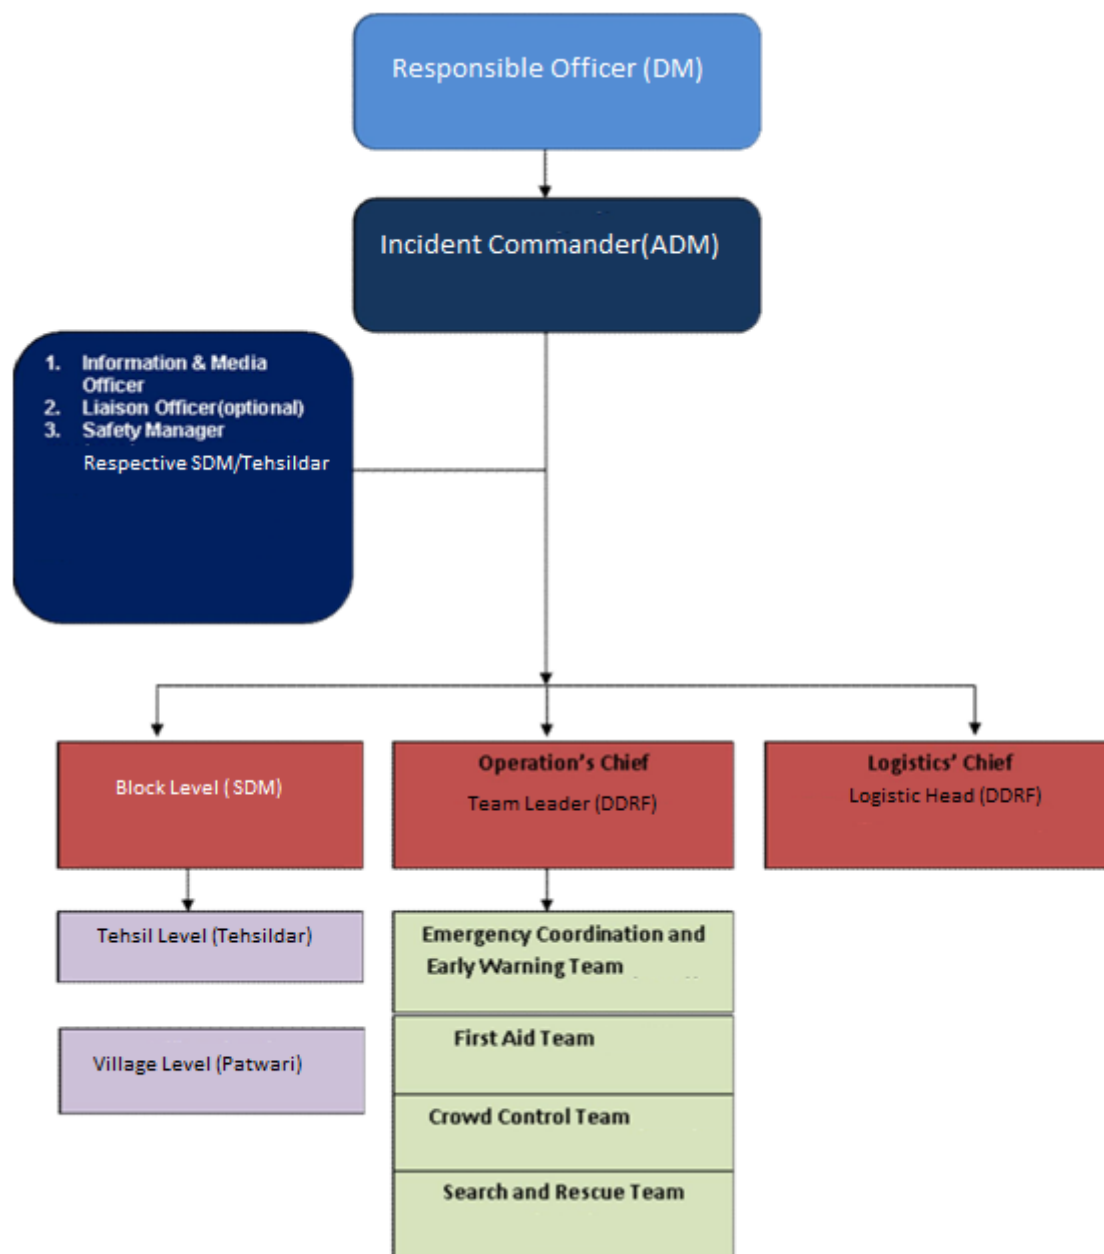 Responsible Officer (DM)
Incident Commander(ADM)
1. Information & Media
Officer
2. Liaison Officer(optional)
3. Safety Manager
Respective SDM/Tehsildar
Block Level ( SDM)
Operation's Chief
Team Leader (DDRF)
Logistics' Chief
Logistic Head (DDRF)
Tehsil Level (Tehsildar)
Village Level (Patwari)
Emergency Coordination and
Early Warning Team
First Aid Team
Crowd Control Team
Search and Rescue Team